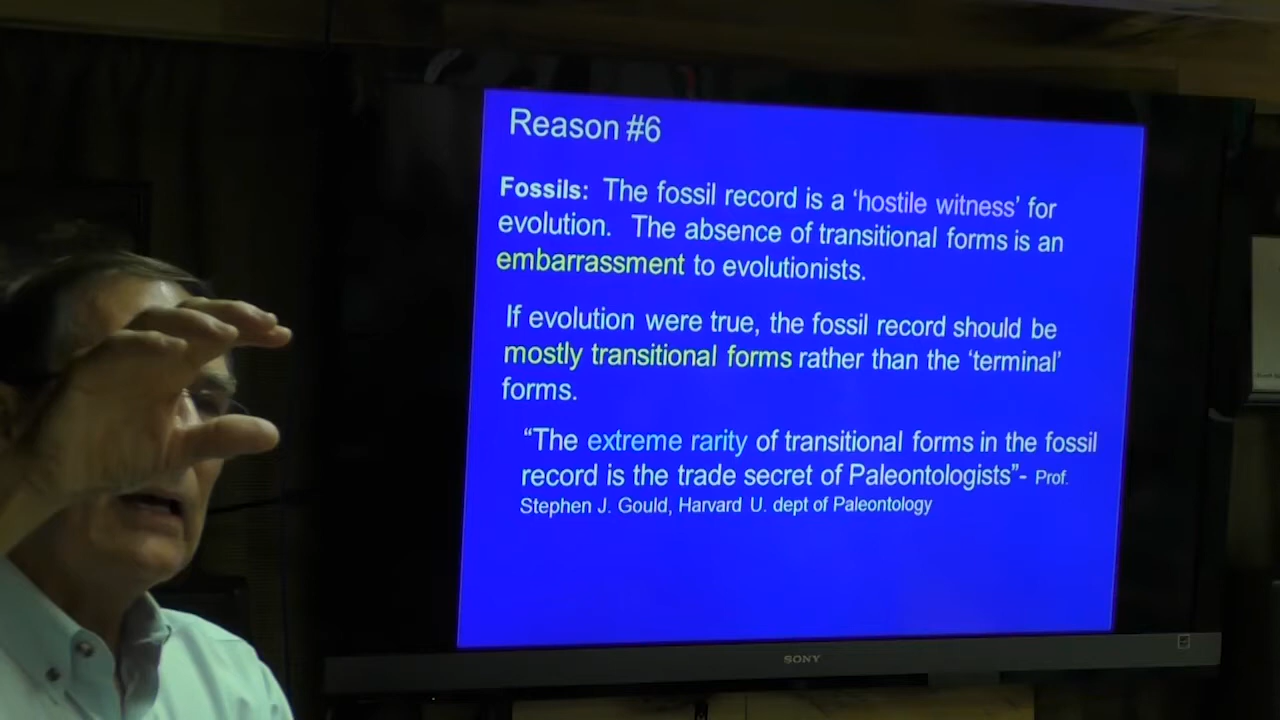 Reason #6
Fossils: The fossil record is a ‘hostile witness’ for
evolution. The absence of transitional forms is an
embarrassment to evolutionists.
If evolution were true, the fossil record should be
mostly transitional forms rather than the ‘terminal’
forms.
“The extreme rarity of transitional forms in the fossil
record is the trade secret of Paleontologists”- Prof.
Stephen J. Gould, Harvard U. dept of Paleontology
SONY